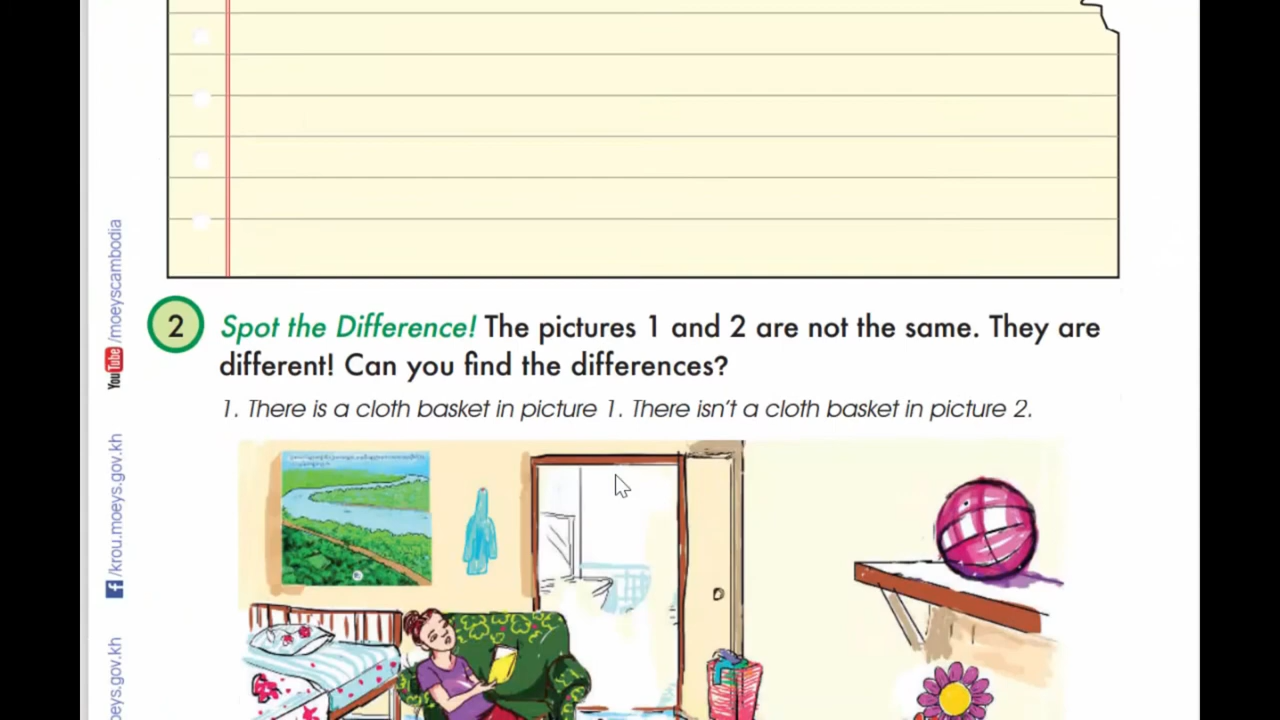 2
Spot the Difference! The pictures 1 and 2 are not the same. They are
different! Can you find the differences?
1. There is a cloth basket in picture 1. There isn't a cloth basket in picture 2.
YouTube /moeyscambodia
f /krou.moeys.gov.kh
oeys.gov.kh